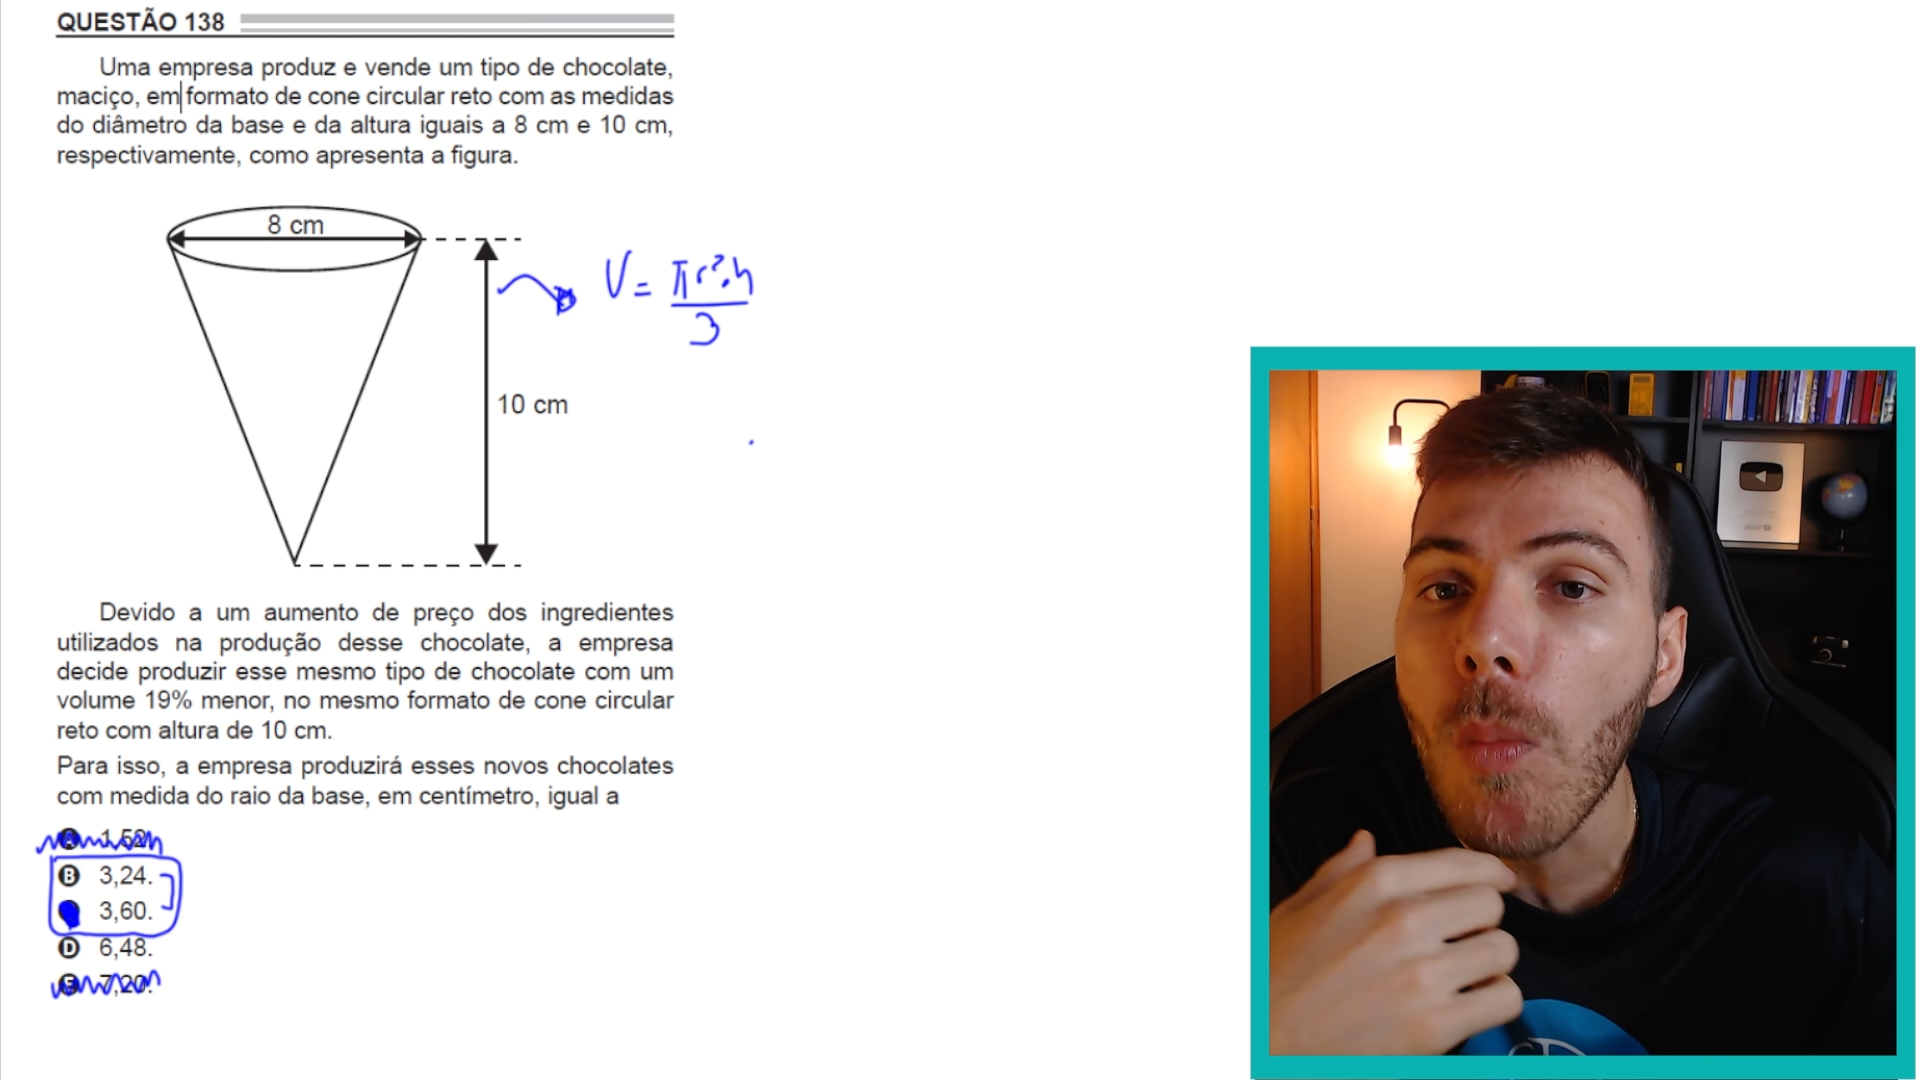 QUESTÃO 138
Uma empresa produz e vende um tipo de chocolate,
maciço, em formato de cone circular reto com as medidas
do diâmetro da base e da altura iguais a 8 cm e 10 cm,
respectivamente, como apresenta a figura.
8 cm
V = πr².h
3
10 cm
Devido a um aumento de preço dos ingredientes
utilizados na produção desse chocolate, a empresa
decide produzir esse mesmo tipo de chocolate com um
volume 19% menor, no mesmo formato de cone circular
reto com altura de 10 cm.
Para isso, a empresa produzirá esses novos chocolates
com medida do raio da base, em centímetro, igual a
A 1,52.
B 3,24.
3,60.
D 6,48.
E 7,20.